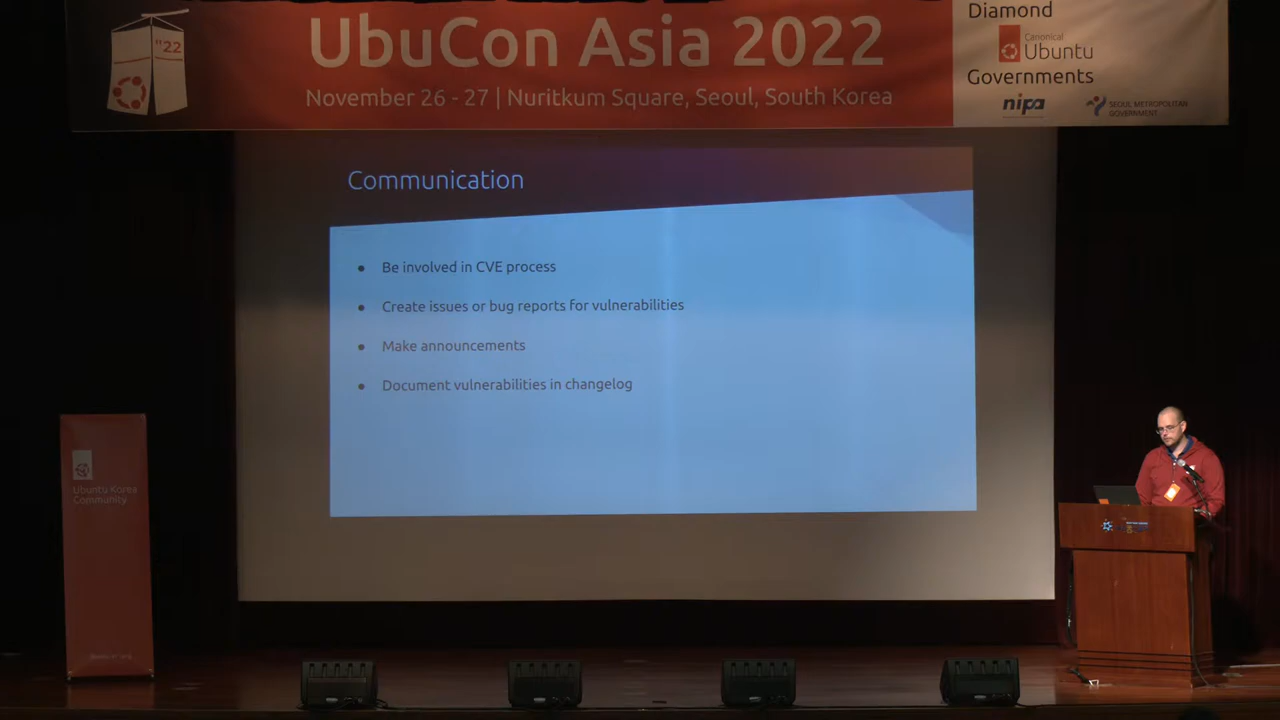 "22
UbuCon Asia 2022
November 26 - 27 | Nuritkum Square, Seoul, South Korea
Diamond
Canonical
Ubuntu
Governments
nipa
SEOUL METROPOLITAN
GOVERNMENT
Communication
● Be involved in CVE process
● Create issues or bug reports for vulnerabilities
● Make announcements
● Document vulnerabilities in changelog
Ubuntu Korea
Community